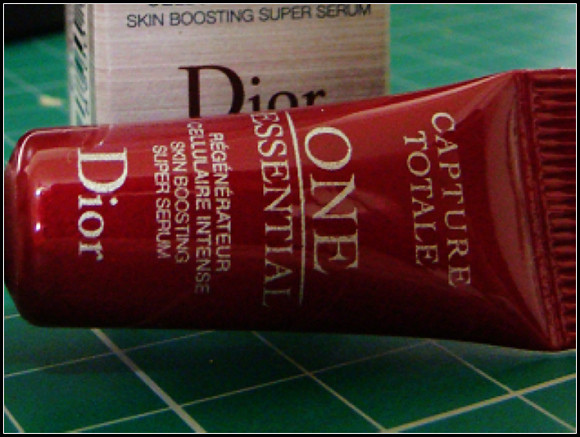 SKIN BOOSTING SUPER SERUM
Dior
CAPTURE
TOTALE
ONE
ESSENTIAL
RÉGÉNÉRATEUR
CELLULAIRE INTENSE
SKIN BOOSTING
SUPER SERUM
Dior